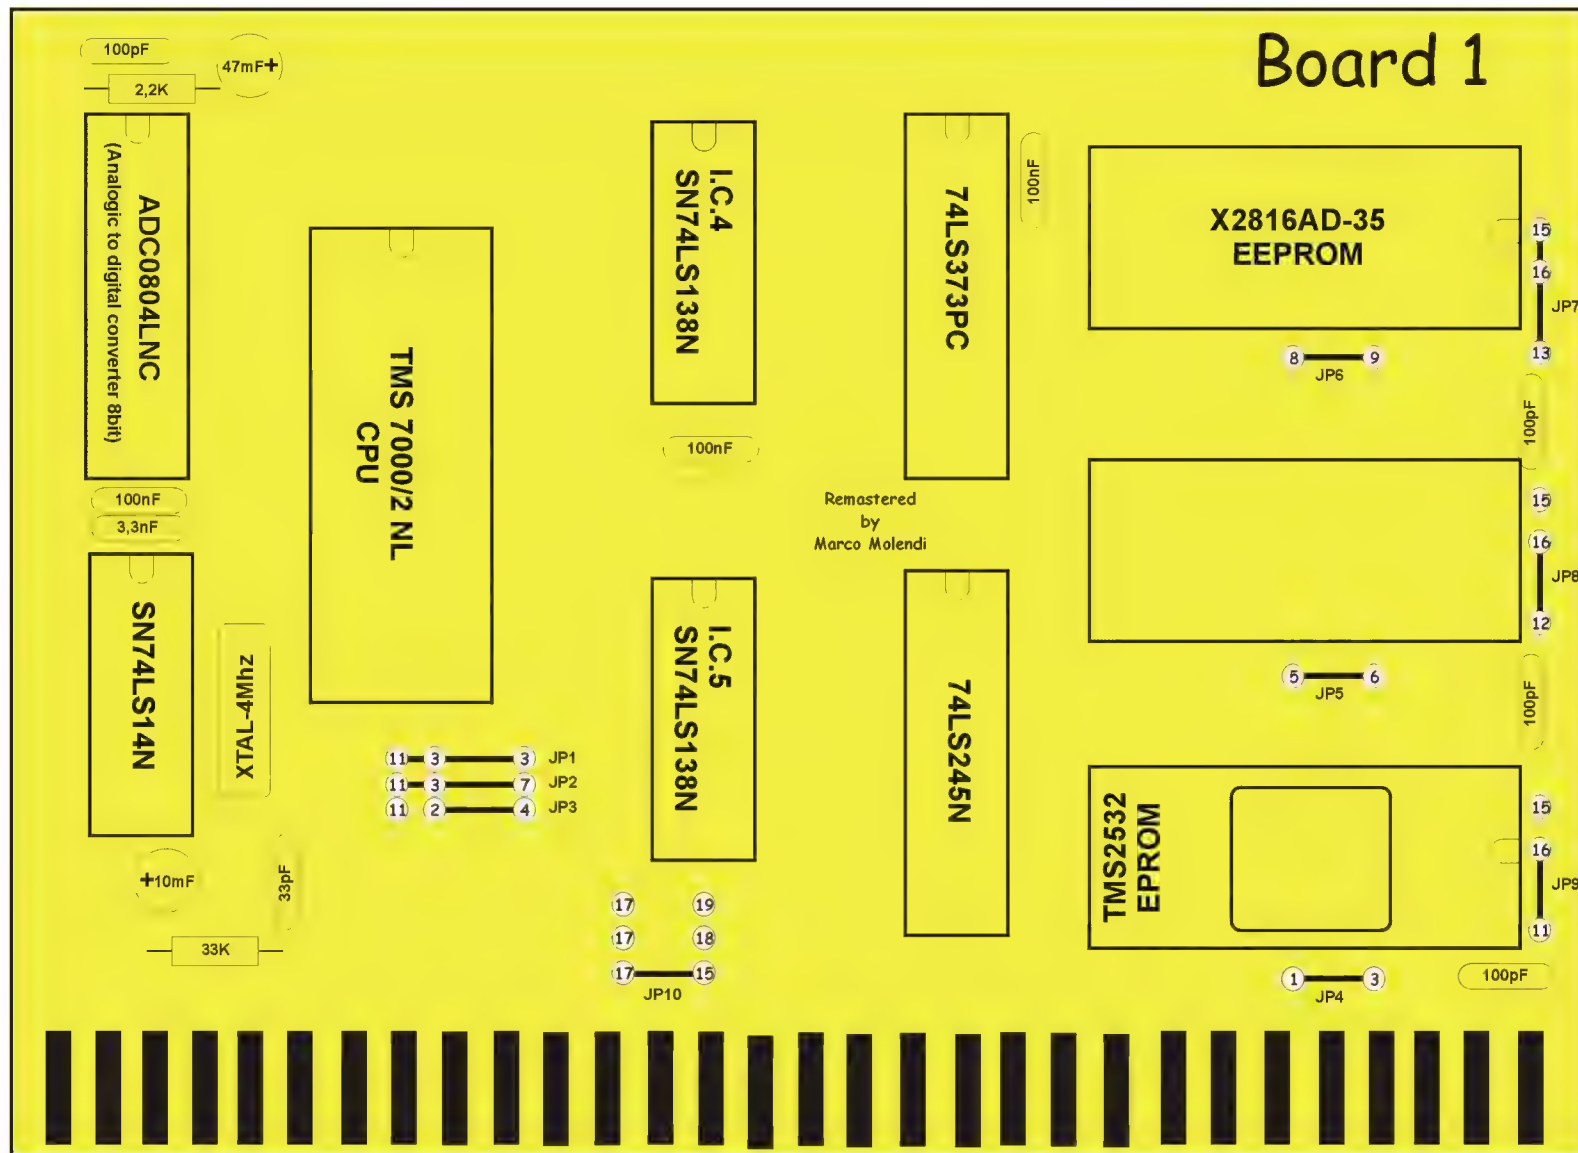 Board 1
100pF
47mF+
2,2K
ADC0804LNC
(Analogic to digital converter 8bit)
100nF
3,3nF
SN74LS14N
XTAL-4Mhz
+10mF
33pF
33K
TMS 7000/2 NL
CPU
11 3 3 JP1
11 3 7 JP2
11 2 4 JP3
I.C.4
SN74LS138N
100nF
I.C.5
SN74LS138N
17 19
17 18
17 15
JP10
74LS373PC
100nF
Remastered
by
Marco Molendi
74LS245N
X2816AD-35
EEPROM
15
16
JP7
13
8 9
JP6
100pF
15
16
JP8
12
5 6
JP5
100pF
TMS2532
EPROM
15
16
JP9
11
1 3
JP4
100pF